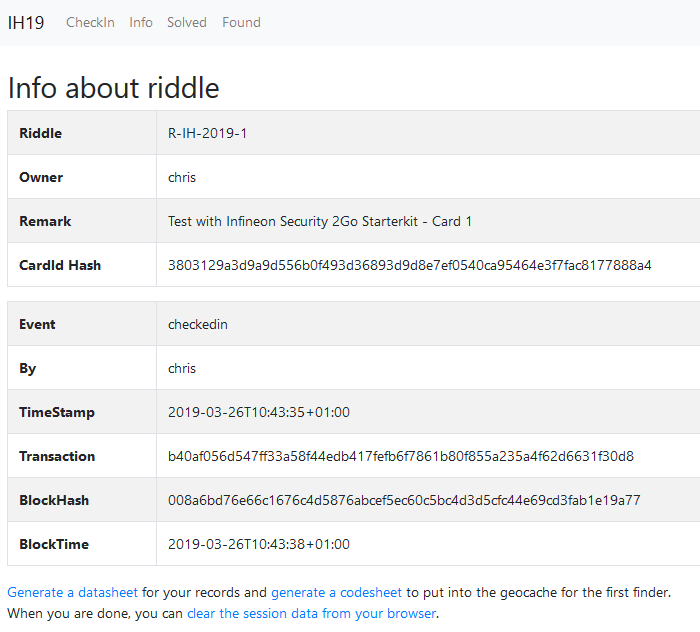 IH19 CheckIn Info Solved Found
Info about riddle
Riddle R-IH-2019-1
Owner chris
Remark Test with Infineon Security 2Go Starterkit - Card 1
CardId Hash 3803129a3d9a9d556b0f493d36893d9d8e7ef0540ca95464e3f7fac8177888a4
Event checkedin
By chris
TimeStamp 2019-03-26T10:43:35+01:00
Transaction b40af056d547ff33a58f44edb417fefb6f7861b80f855a235a4f62d6631f30d8
BlockHash 008a6bd76e66c1676c4d5876abcef5ec60c5bc4d3d5cfc44e69cd3fab1e19a77
BlockTime 2019-03-26T10:43:38+01:00
Generate a datasheet for your records and generate a codesheet to put into the geocache for the first finder.
When you are done, you can clear the session data from your browser.